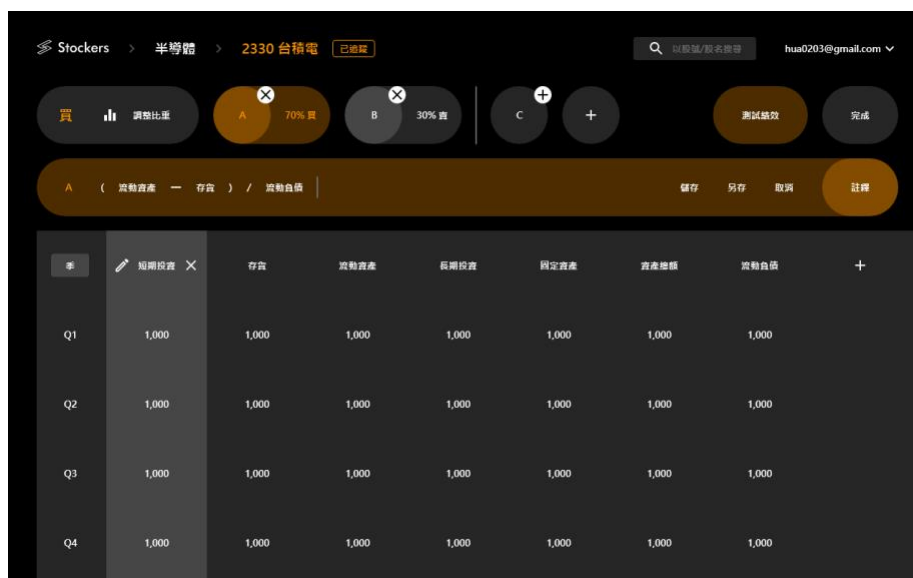 Stockers > 半導體 > 2330 台積電 已追蹤 以股號/股名搜尋 hua0203@gmail.com
買 調整比重 A 70% 買 B 30% 賣 C + 測試績效 完成
A ( 流動資產 — 存貨 ) / 流動負債 儲存 另存 取消 註釋
季 短期投資 存貨 流動資產 長期投資 固定資產 資產總額 流動負債 +
Q1 1,000 1,000 1,000 1,000 1,000 1,000 1,000
Q2 1,000 1,000 1,000 1,000 1,000 1,000 1,000
Q3 1,000 1,000 1,000 1,000 1,000 1,000 1,000
Q4 1,000 1,000 1,000 1,000 1,000 1,000 1,000